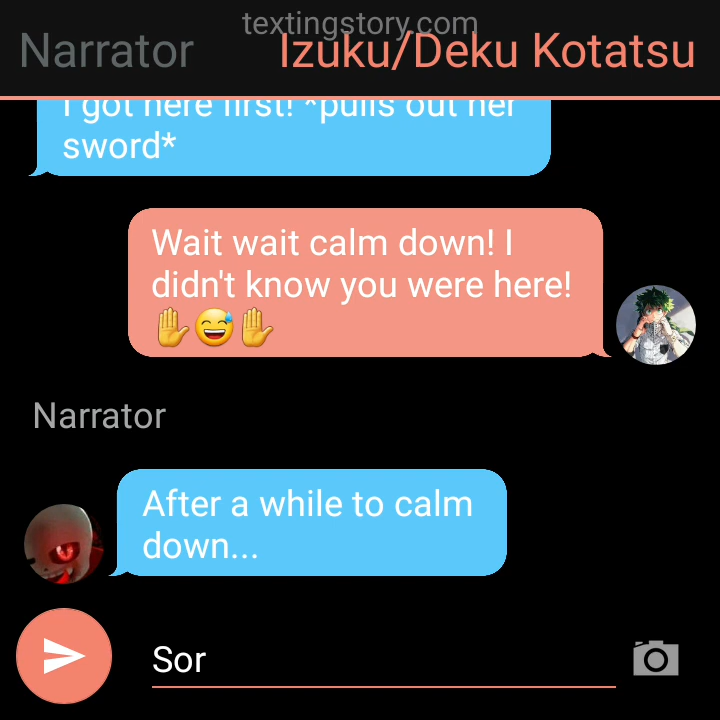 textingstory.com
Narrator Izuku/Deku Kotatsu
I got here first! *pulls out her
sword*
Wait wait calm down! I
didn't know you were here!
✋😅✋
Narrator
After a while to calm
down...
Sor